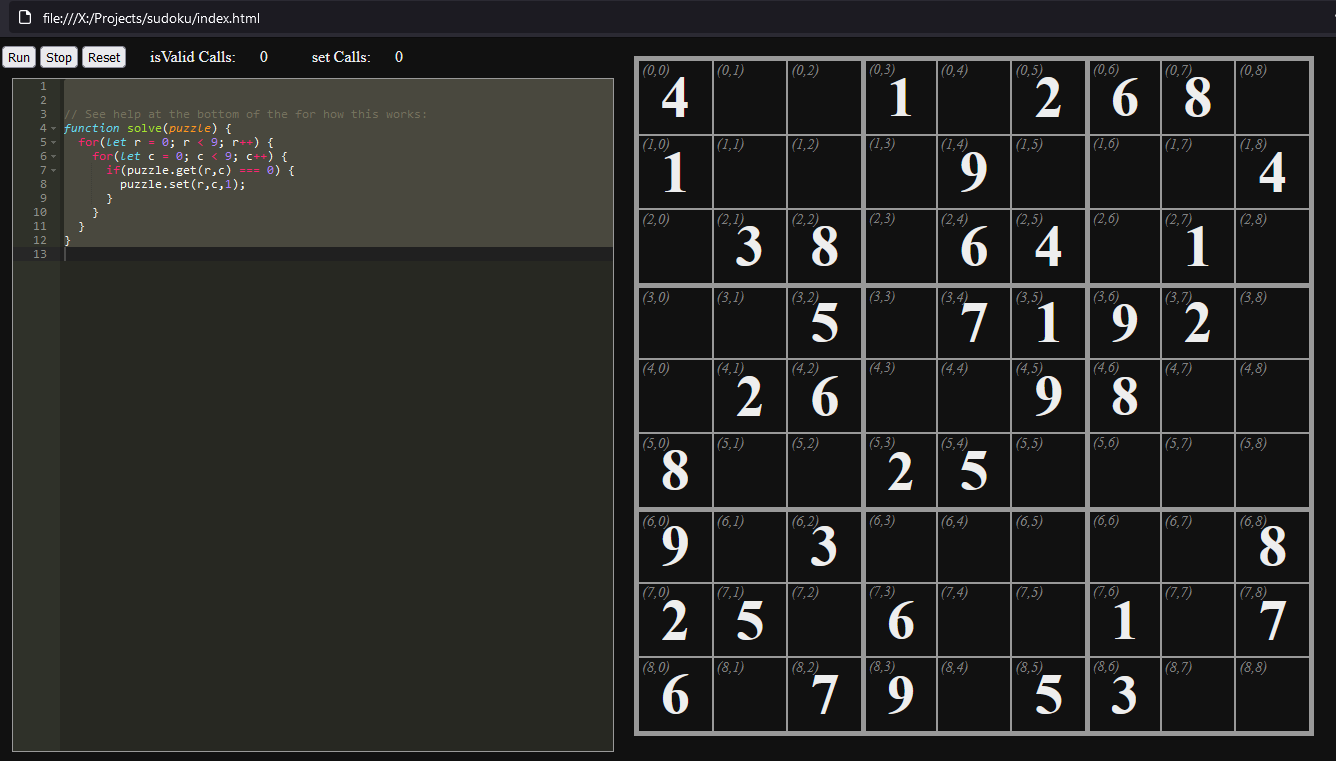 file:///X:/Projects/sudoku/index.html
Run Stop Reset isValid Calls: 0 set Calls: 0
1
2
3 // See help at the bottom of the for how this works:
4 function solve(puzzle) {
5   for(let r = 0; r < 9; r++) {
6     for(let c = 0; c < 9; c++) {
7       if(puzzle.get(r,c) === 0) {
8         puzzle.set(r,c,1);
9       }
10     }
11   }
12 }
13
(0,0) (0,1) (0,2) (0,3) (0,4) (0,5) (0,6) (0,7) (0,8)
4 1 2 6 8
(1,0) (1,1) (1,2) (1,3) (1,4) (1,5) (1,6) (1,7) (1,8)
1 9 4
(2,0) (2,1) (2,2) (2,3) (2,4) (2,5) (2,6) (2,7) (2,8)
3 8 6 4 1
(3,0) (3,1) (3,2) (3,3) (3,4) (3,5) (3,6) (3,7) (3,8)
5 7 1 9 2
(4,0) (4,1) (4,2) (4,3) (4,4) (4,5) (4,6) (4,7) (4,8)
2 6 9 8
(5,0) (5,1) (5,2) (5,3) (5,4) (5,5) (5,6) (5,7) (5,8)
8 2 5
(6,0) (6,1) (6,2) (6,3) (6,4) (6,5) (6,6) (6,7) (6,8)
9 3 8
(7,0) (7,1) (7,2) (7,3) (7,4) (7,5) (7,6) (7,7) (7,8)
2 5 6 1 7
(8,0) (8,1) (8,2) (8,3) (8,4) (8,5) (8,6) (8,7) (8,8)
6 7 9 5 3